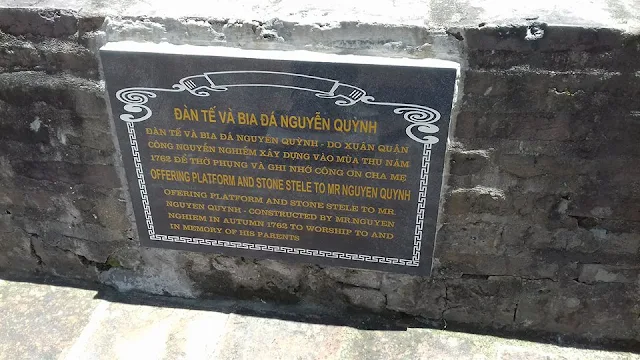 ĐÀN TẾ VÀ BIA ĐÁ NGUYỄN QUỲNH
ĐÀN TẾ VÀ BIA ĐÁ NGUYỄN QUỲNH - DO XUÂN QUẬN
CÔNG NGUYỄN NGHIỄM XÂY DỰNG VÀO MÙA THU NĂM
1762 ĐỂ THỜ PHỤNG VÀ GHI NHỚ CÔNG ƠN CHA MẸ
OFFERING PLATFORM AND STONE STELE TO MR NGUYEN QUYNH
OFERING PLATFORM AND STONE STELE TO MR
NGUYEN QUYNH - CONSTRUCTED BY MR.NGUYEN
NGHIEM IN AUTUMN 1762 TO WORSHIP TO AND
IN MEMORY OF HIS PARENTS